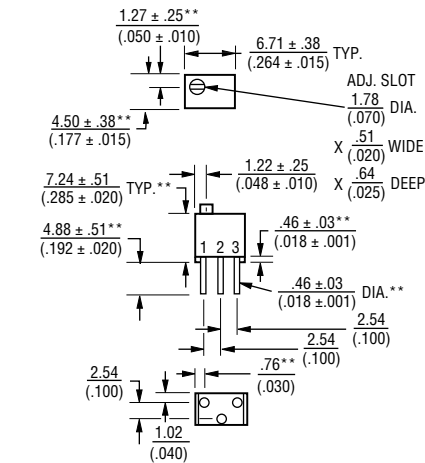 1.27 ± .25**
(.050 ± .010)
6.71 ± .38 TYP.
(.264 ± .015)
ADJ. SLOT
1.78 DIA.
(.070)
4.50 ± .38**
(.177 ± .015)
X .51 WIDE
(.020)
X .64 DEEP
(.025)
7.24 ± .51 TYP.**
(.285 ± .020)
1.22 ± .25
(.048 ± .010)
4.88 ± .51**
(.192 ± .020)
.46 ± .03**
(.018 ± .001)
1 2 3
.46 ±.03 DIA.**
(.018 ±.001)
2.54
(.100)
2.54
(.100)
2.54
(.100)
.76**
(.030)
1.02
(.040)